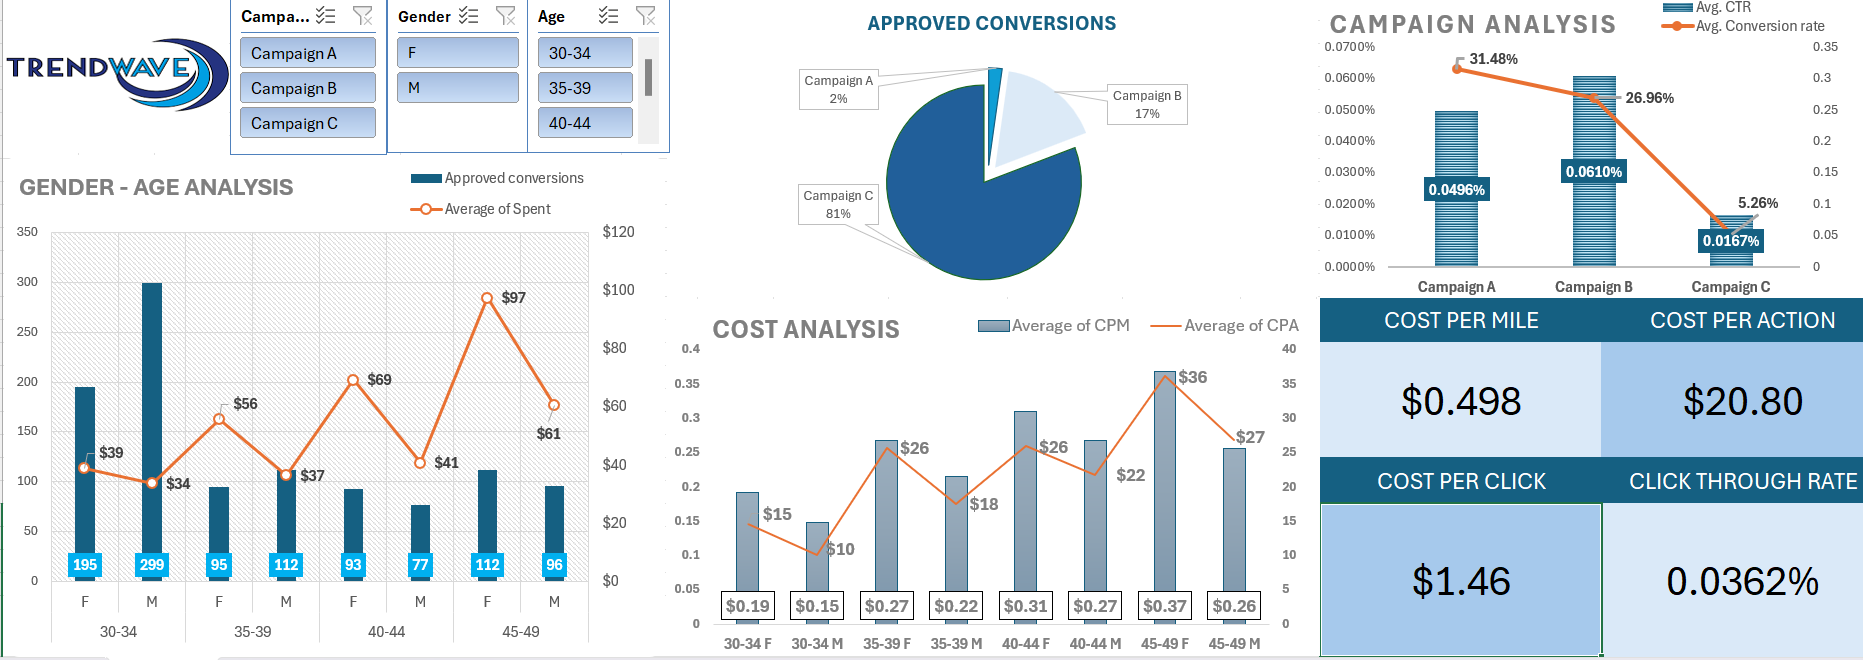 TRENDWAVE
Campa...
Campaign A
Campaign B
Campaign C
Gender
F
M
Age
30-34
35-39
40-44
GENDER - AGE ANALYSIS
Approved conversions
Average of Spent
350
300
250
200
150
100
50
0
$120
$100
$80
$60
$40
$20
$0
$39
$34
$56
$37
$69
$41
$97
$61
195
299
95
112
93
77
112
96
F
M
F
M
F
M
F
M
30-34
35-39
40-44
45-49
APPROVED CONVERSIONS
Campaign A
2%
Campaign B
17%
Campaign C
81%
COST ANALYSIS
Average of CPM
Average of CPA
0.4
0.35
0.3
0.25
0.2
0.15
0.1
0.05
0
40
35
30
25
20
15
10
5
0
$15
$10
$26
$18
$26
$22
$36
$27
$0.19
$0.15
$0.27
$0.22
$0.31
$0.27
$0.37
$0.26
30-34 F
30-34 M
35-39 F
35-39 M
40-44 F
40-44 M
45-49 F
45-49 M
CAMPAIGN ANALYSIS
Avg. CTR
Avg. Conversion rate
0.0700%
0.0600%
0.0500%
0.0400%
0.0300%
0.0200%
0.0100%
0.0000%
0.35
0.3
0.25
0.2
0.15
0.1
0.05
0
31.48%
26.96%
5.26%
0.0496%
0.0610%
0.0167%
Campaign A
Campaign B
Campaign C
COST PER MILE
COST PER ACTION
$0.498
$20.80
COST PER CLICK
CLICK THROUGH RATE
$1.46
0.0362%